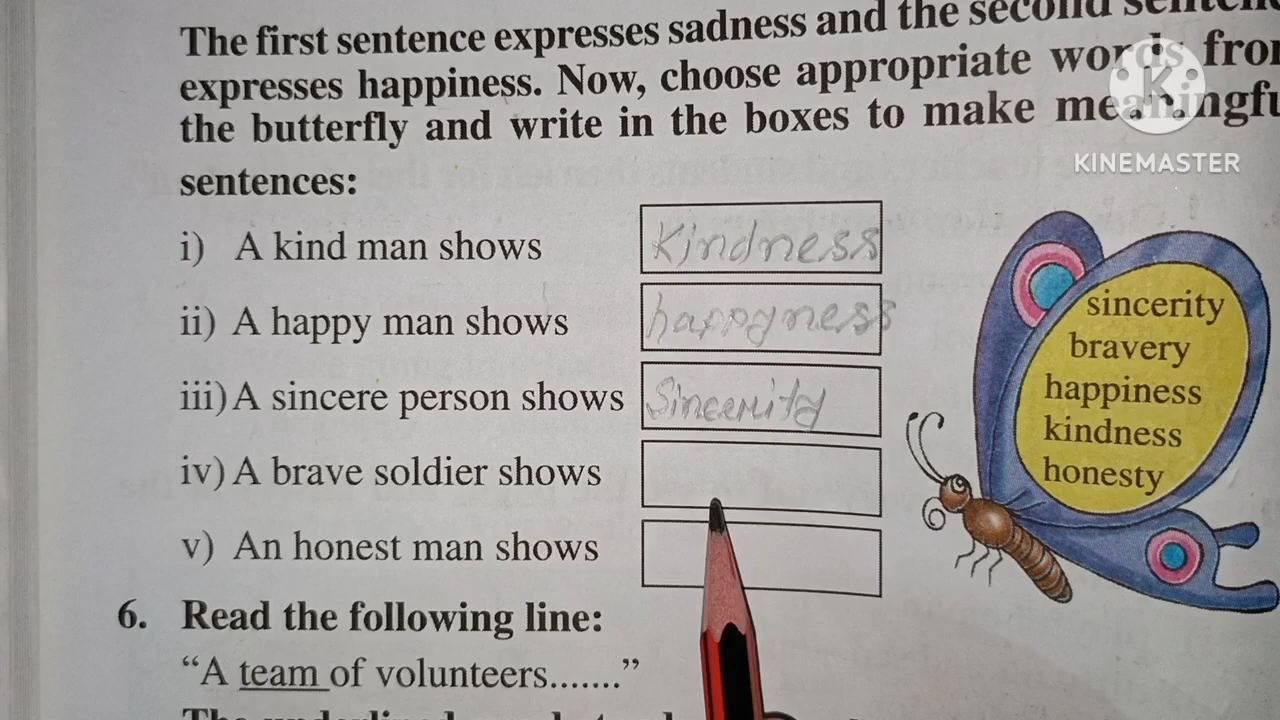 The first sentence expresses sadness and the second
expresses happiness. Now, choose appropriate words
the butterfly and write in the boxes to make
sentences:
i) A kind man shows Kindness
ii) A happy man shows happyness
iii) A sincere person shows Sincerity
iv) A brave soldier shows
v) An honest man shows
sincerity
bravery
happiness
kindness
honesty
6. Read the following line:
"A team of volunteers......."
K
KINEMASTER